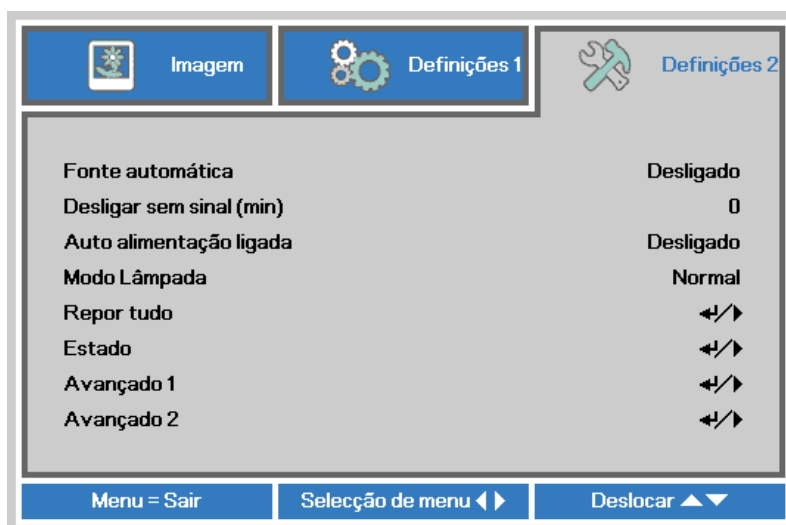 Imagem Definições 1 Definições 2
Fonte automática Desligado
Desligar sem sinal (min) 0
Auto alimentação ligada Desligado
Modo Lâmpada Normal
Repor tudo
Estado
Avançado 1
Avançado 2
Menu = Sair Selecção de menu Deslocar